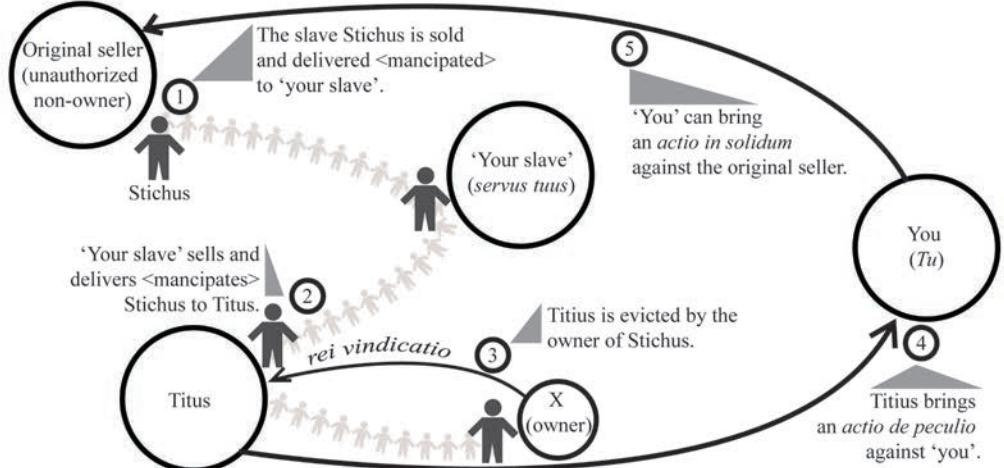 Original seller
(unauthorized
non-owner)
1
The slave Stichus is sold
and delivered <mancipated>
to ‘your slave’.
Stichus
‘Your slave’
(servus tuus)
5
‘You’ can bring
an actio in solidum
against the original seller.
You
(Tu)
‘Your slave’ sells and
delivers <mancipates>
Stichus to Titus.
2
Titus
rei vindicatio
3
Titius is evicted by the
owner of Stichus.
X
(owner)
4
Titius brings
an actio de peculio
against ‘you’.